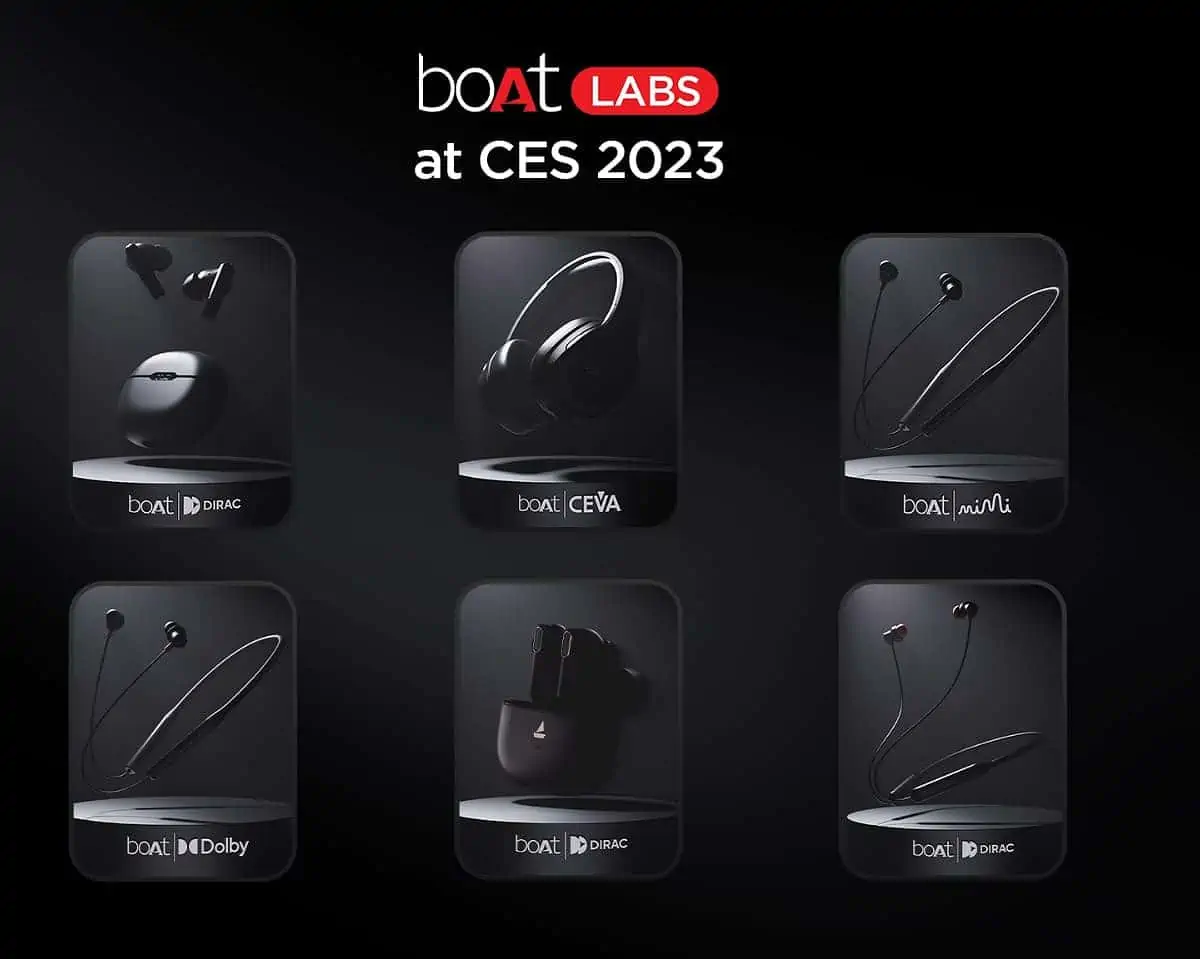 boAt LABS
at CES 2023
boAt | DIRAC
boAt | CEVA
boAt | miMi
boAt | Dolby
boAt | DIRAC
boAt | DIRAC